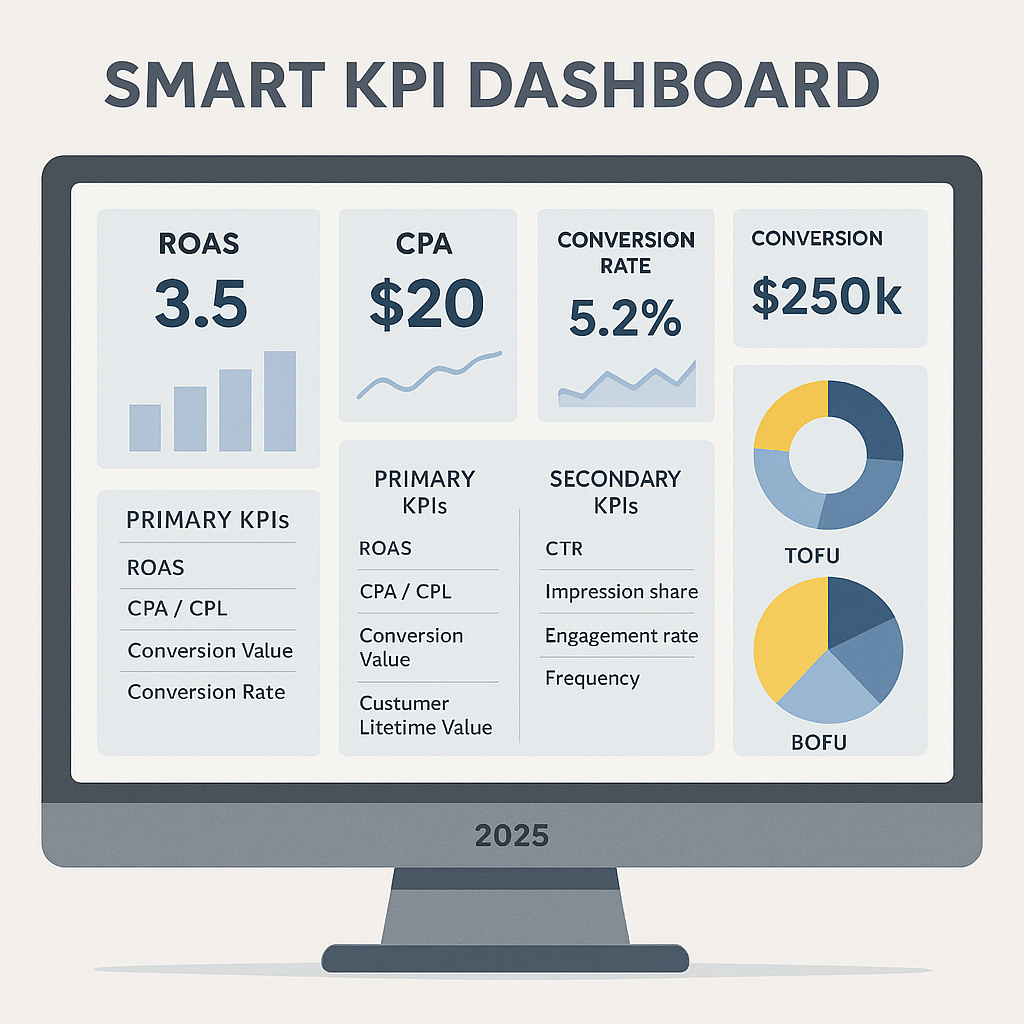 SMART KPI DASHBOARD
ROAS
3.5
CPA
$20
CONVERSION
RATE
5.2%
CONVERSION
$250k
PRIMARY KPIs
ROAS
CPA / CPL
Conversion Value
Conversion Rate
PRIMARY
KPIs
ROAS
CPA / CPL
Conversion
Value
Custumer
Litetime Value
SECONDARY
KPIs
CTR
Impression share
Engagement rate
Frequency
TOFU
BOFU
2025